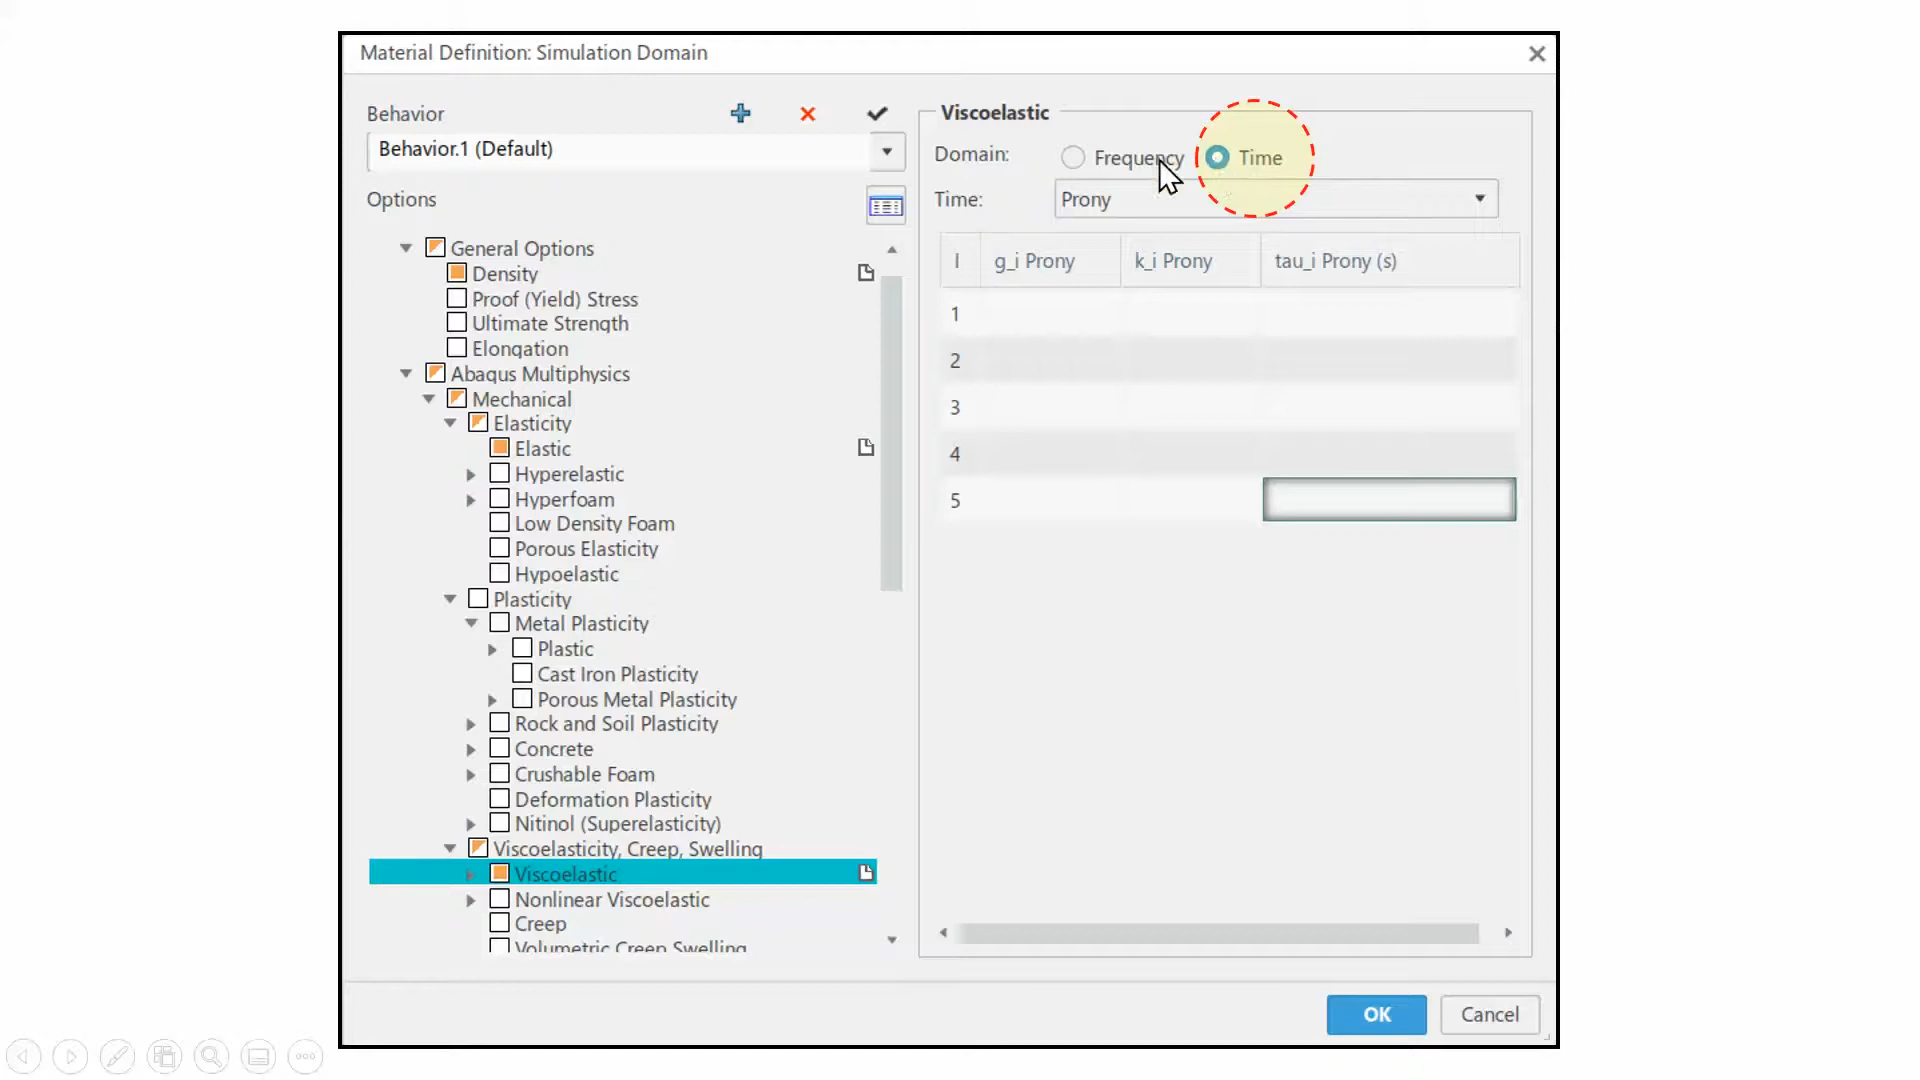 Material Definition: Simulation Domain
Behavior
Behavior.1 (Default)
Options
General Options
Density
Proof (Yield) Stress
Ultimate Strength
Elongation
Abaqus Multiphysics
Mechanical
Elasticity
Elastic
Hyperelastic
Hyperfoam
Low Density Foam
Porous Elasticity
Hypoelastic
Plasticity
Metal Plasticity
Plastic
Cast Iron Plasticity
Porous Metal Plasticity
Rock and Soil Plasticity
Concrete
Crushable Foam
Deformation Plasticity
Nitinol (Superelasticity)
Viscoelasticity, Creep, Swelling
Viscoelastic
Nonlinear Viscoelastic
Creep
Volumetric Creep Swelling
Viscoelastic
Domain: Frequency Time
Time: Prony
I g_i Prony k_i Prony tau_i Prony (s)
1
2
3
4
5
OK Cancel